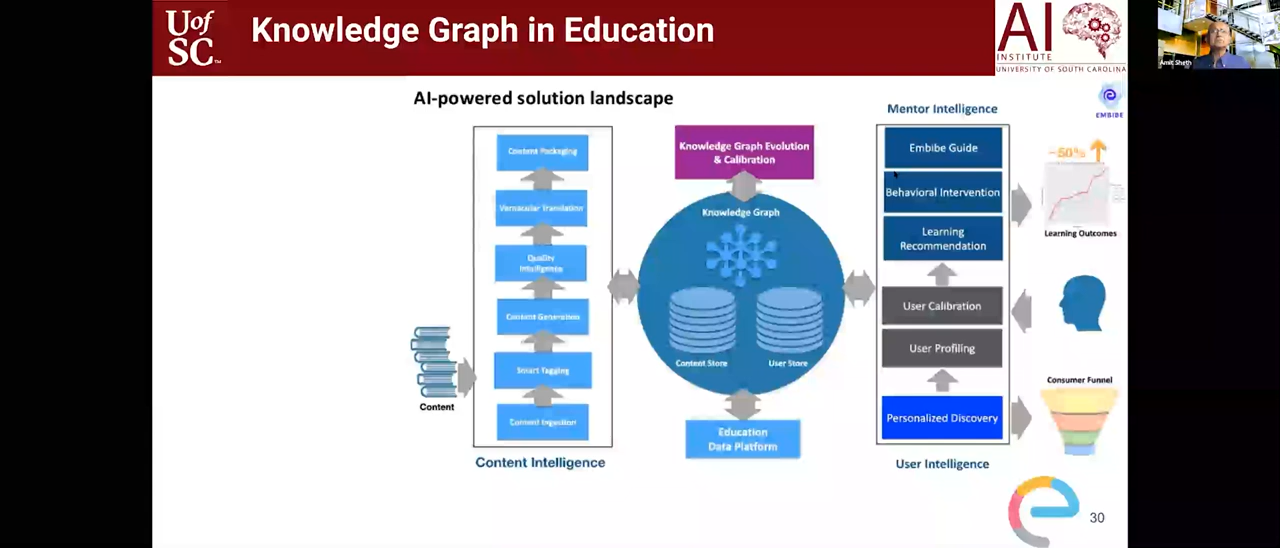 UofSC
Knowledge Graph in Education
AI
INSTITUTE
UNIVERSITY OF SOUTH CAROLINA
Amit Sheth
AI-powered solution landscape
EMBIBE
Content Packaging
Vernacular Translation
Quality
Intelligence
Content Generation
Smart Tagging
Content Ingestion
Content
Content Intelligence
Knowledge Graph Evolution
& Calibration
Knowledge Graph
Content Store
User Store
Education
Data Platform
Mentor Intelligence
Embibe Guide
Behavioral Intervention
Learning
Recommendation
User Calibration
User Profiling
Personalized Discovery
User Intelligence
~50%
Learning Outcomes
Consumer Funnel
30